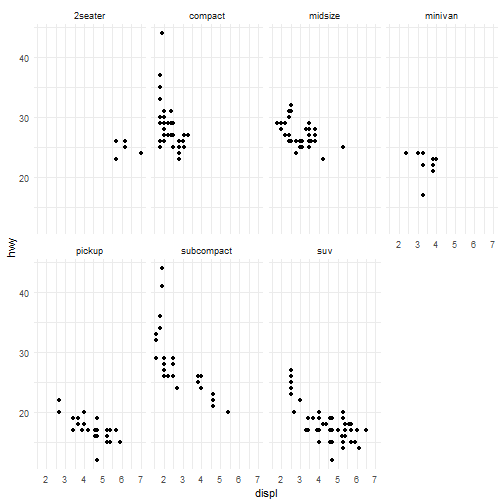 2seater compact midsize minivan
40
30
20
2 3 4 5 6 7
pickup subcompact suv
40
30
20
2 3 4 5 6 7 2 3 4 5 6 7 2 3 4 5 6 7
hwy
displ